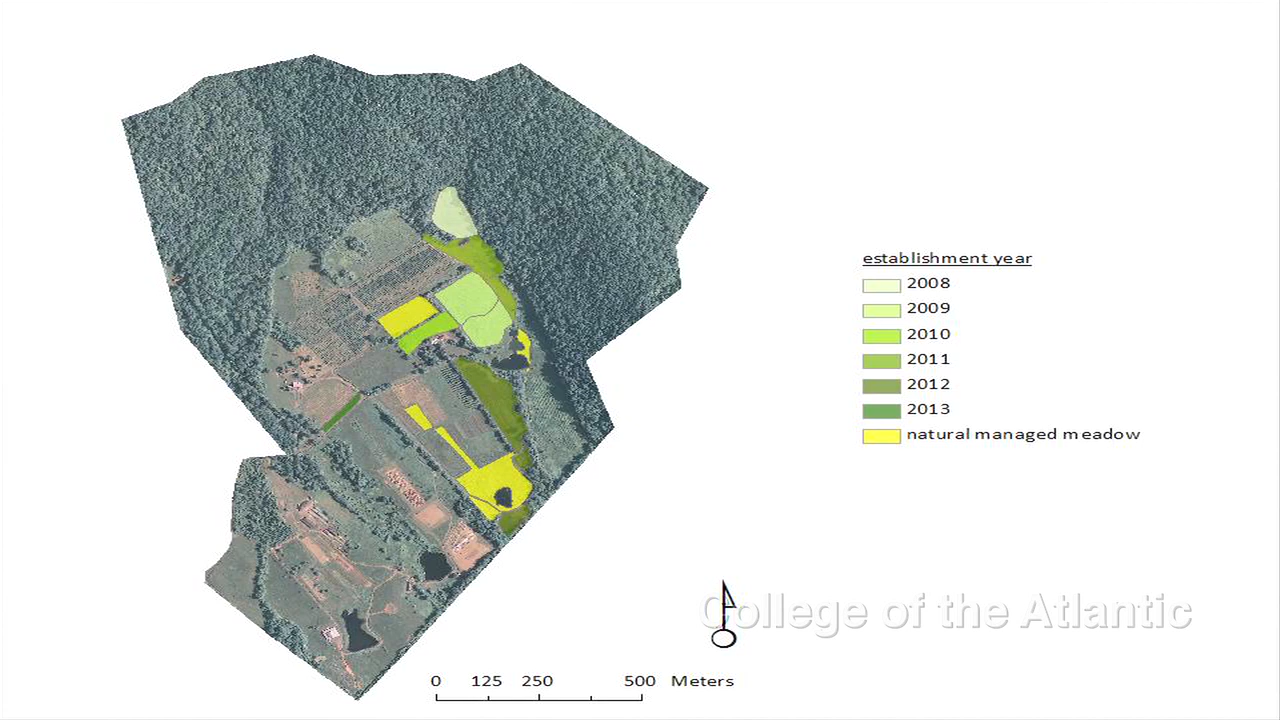 establishment year
2008
2009
2010
2011
2012
2013
natural managed meadow
College of the Atlantic
0 125 250 500 Meters